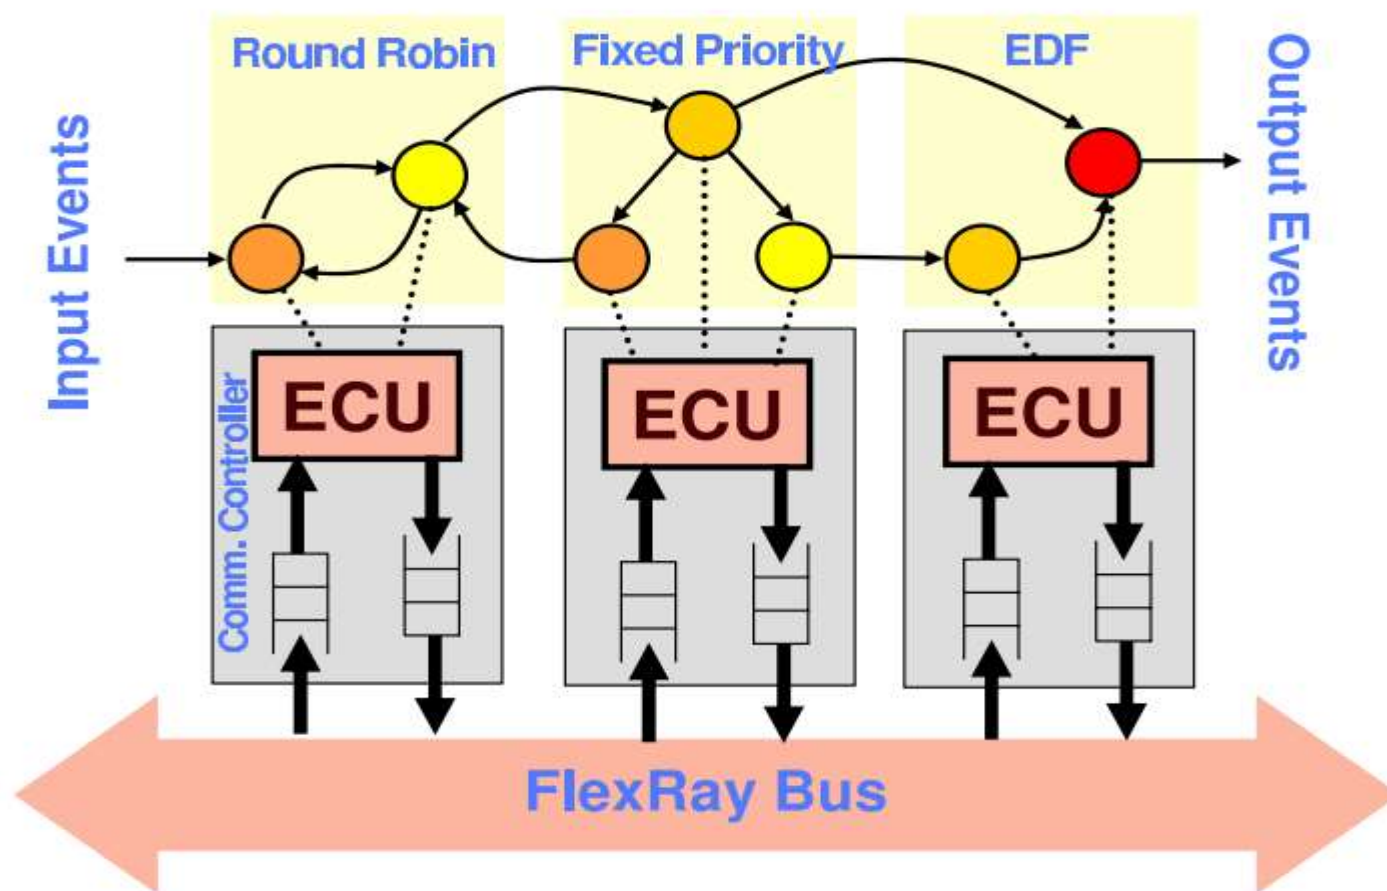 Round Robin
Fixed Priority
EDF
Input Events
Output Events
Comm. Controller
ECU
ECU
ECU
FlexRay Bus